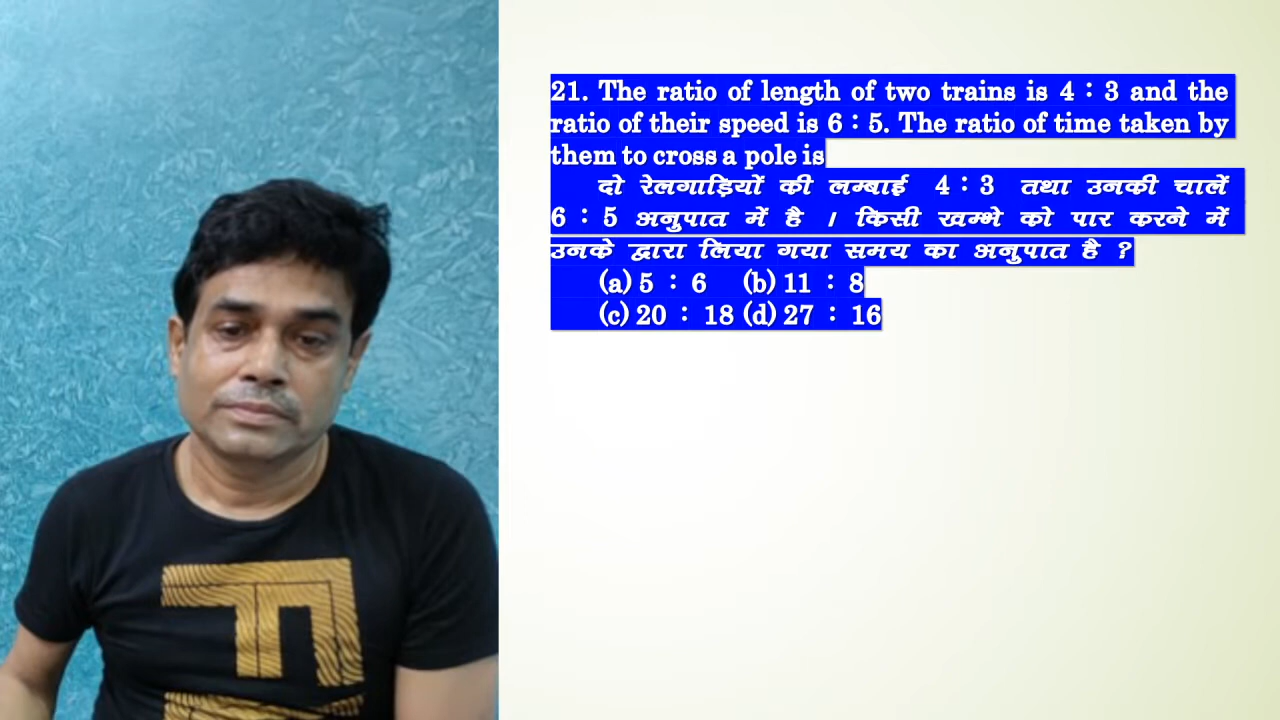 21. The ratio of length of two trains is 4 : 3 and the
ratio of their speed is 6 : 5. The ratio of time taken by
them to cross a pole is
दो रेलगाड़ियों की लम्बाई 4 : 3 तथा उनकी चालें
6 : 5 अनुपात में है । किसी खम्भे को पार करने में
उनके द्वारा लिया गया समय का अनुपात है ?
(a) 5 : 6 (b) 11 : 8
(c) 20 : 18 (d) 27 : 16